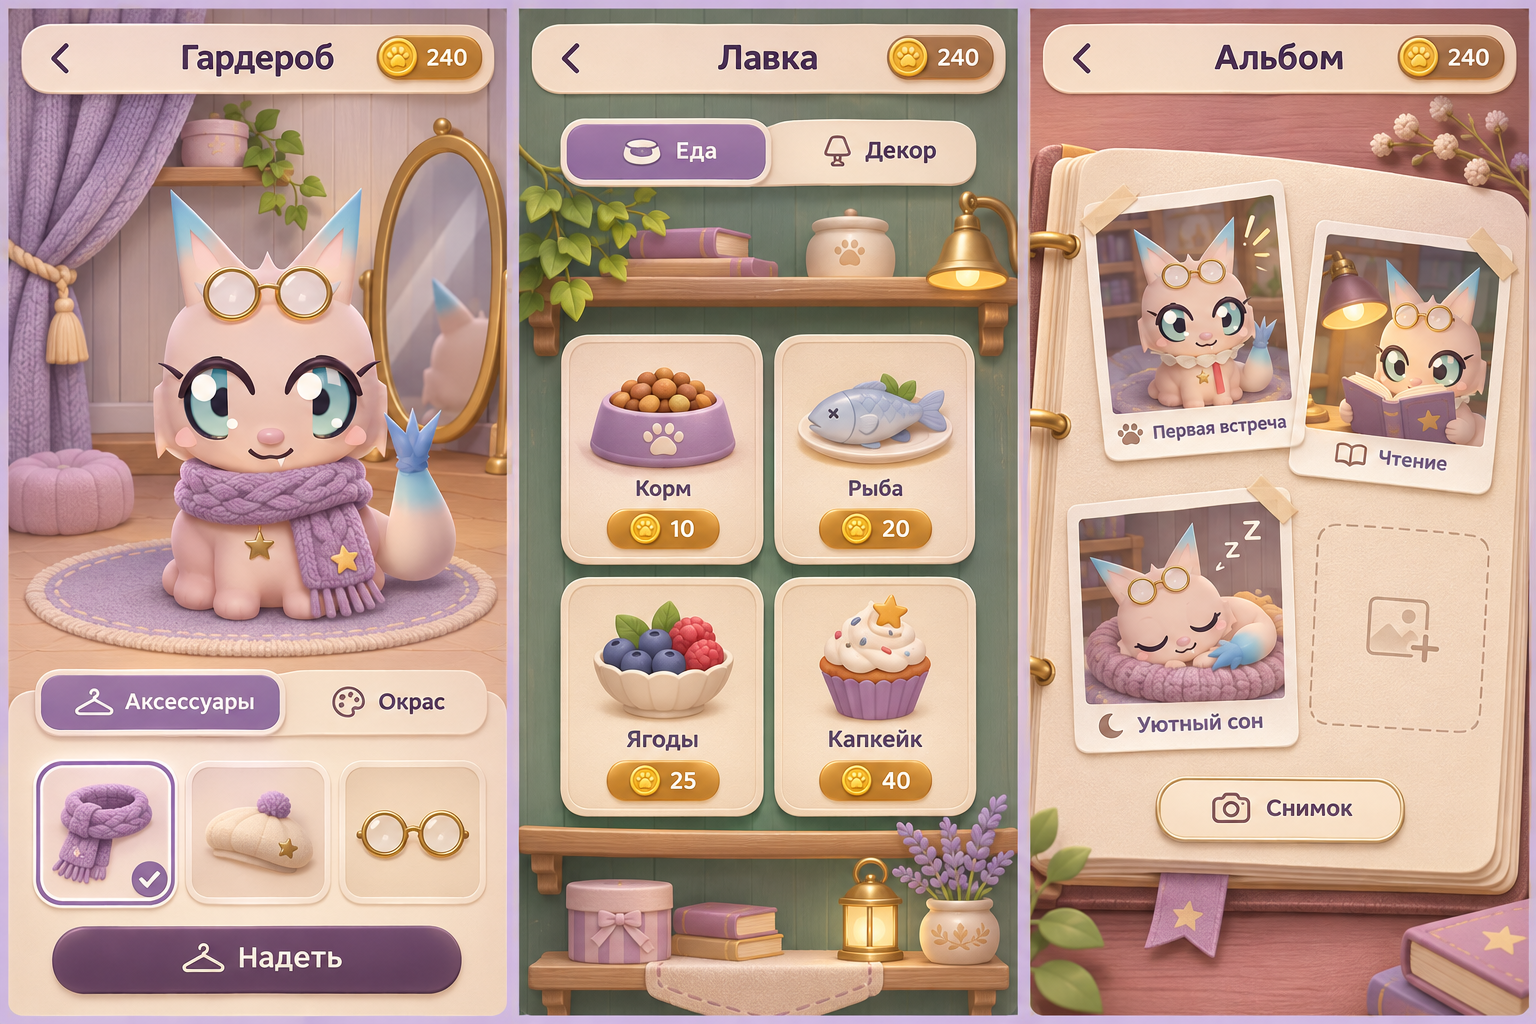 Гардероб
240
Аксессуары
Окрас
Надеть
Лавка
240
Еда
Декор
Корм
10
Рыба
20
Ягоды
25
Капкейк
40
Альбом
240
Первая встреча
Чтение
z z Z
Уютный сон
Снимок